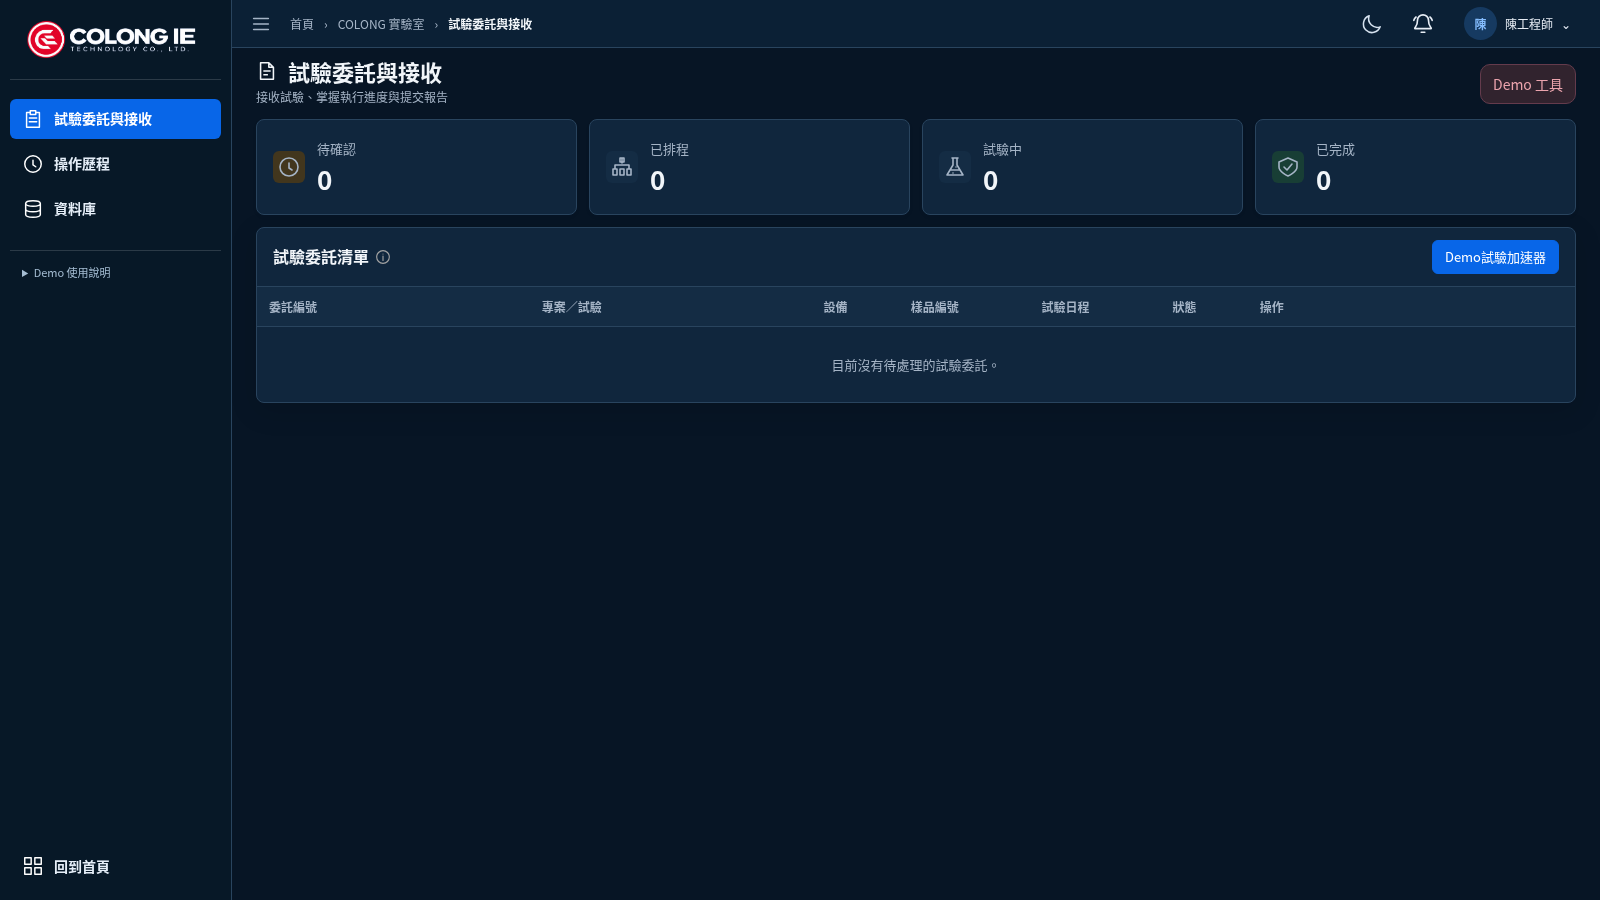 COLONG IE
TECHNOLOGY CO., LTD.
試驗委託與接收
操作歷程
資料庫
Demo 使用說明
回到首頁
首頁 › COLONG 實驗室 › 試驗委託與接收
陳 陳工程師
試驗委託與接收
接收試驗、掌握執行進度與提交報告
Demo 工具
待確認
0
已排程
0
試驗中
0
已完成
0
試驗委託清單
Demo試驗加速器
委託編號 專案／試驗 設備 樣品編號 試驗日程 狀態 操作
目前沒有待處理的試驗委託。